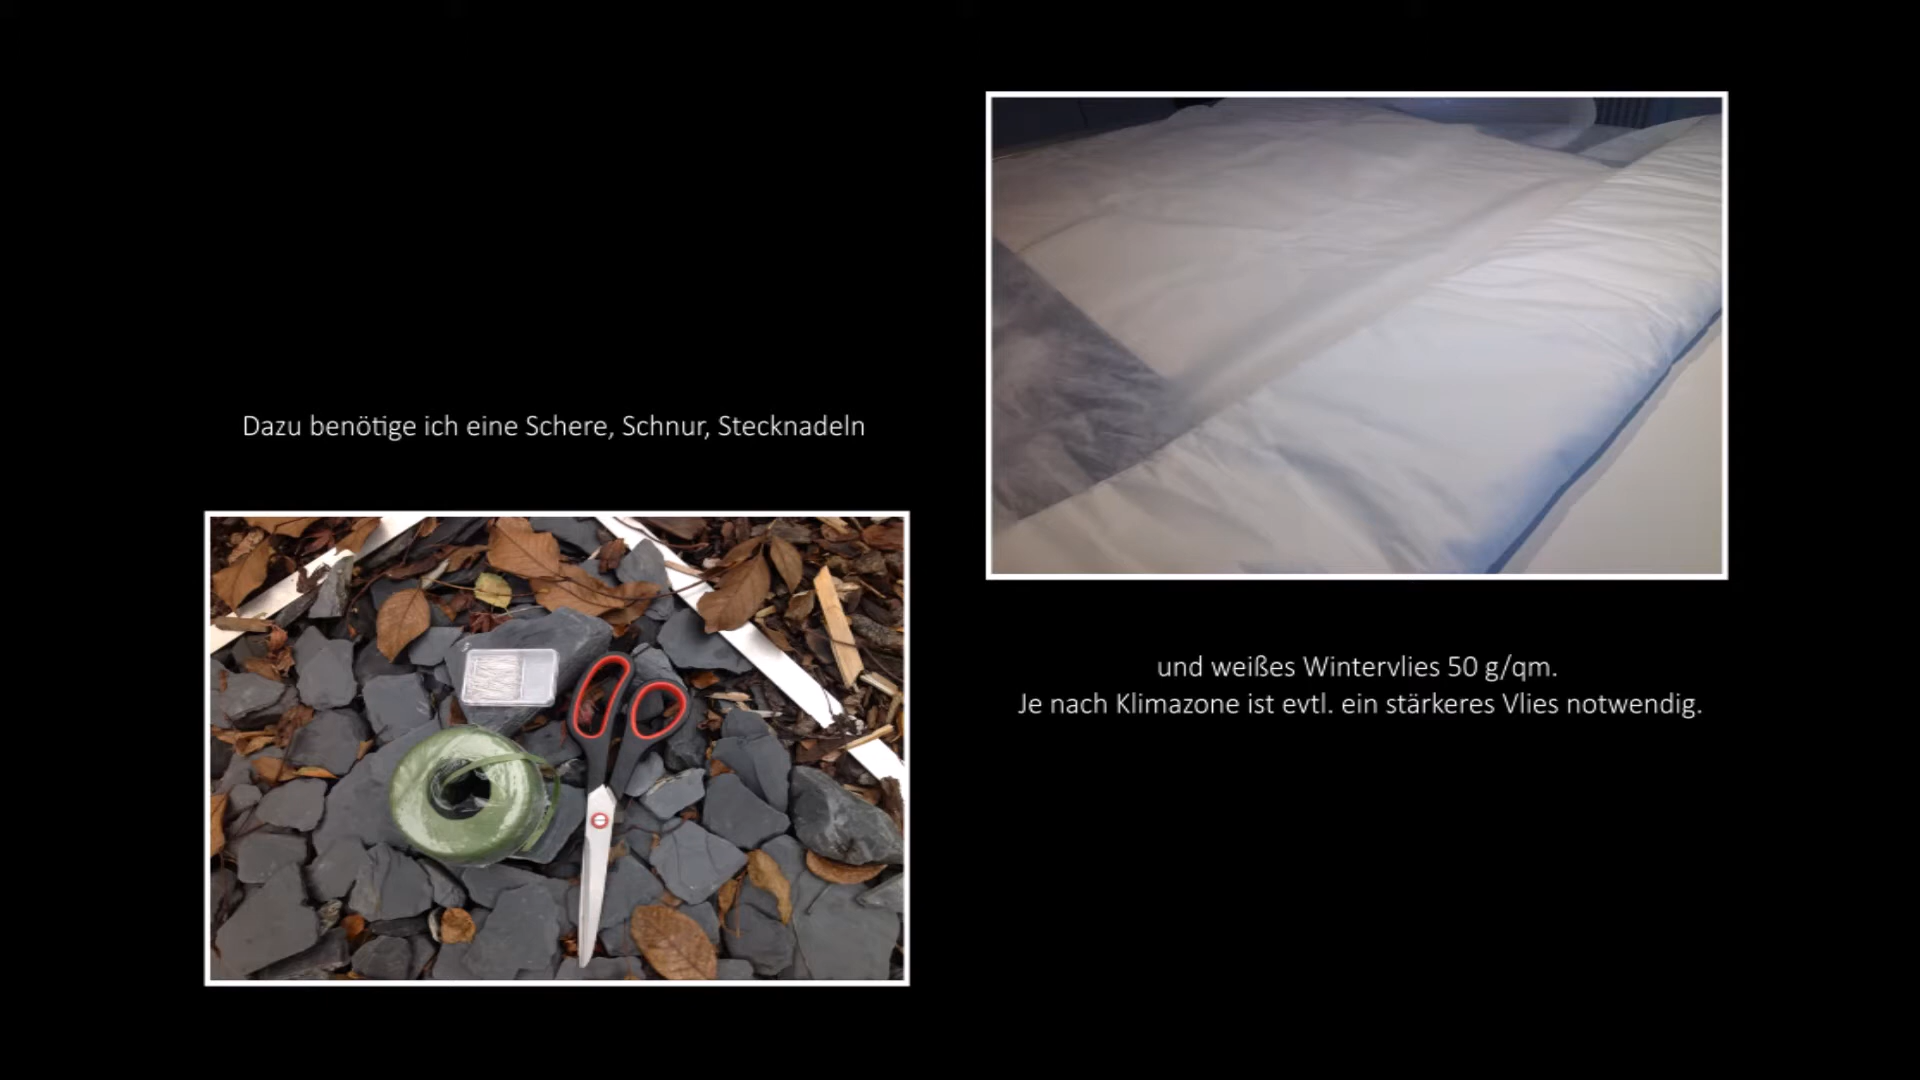 Dazu benötige ich eine Schere, Schnur, Stecknadeln
und weißes Wintervlies 50 g/qm.
Je nach Klimazone ist evtl. ein stärkeres Vlies notwendig.